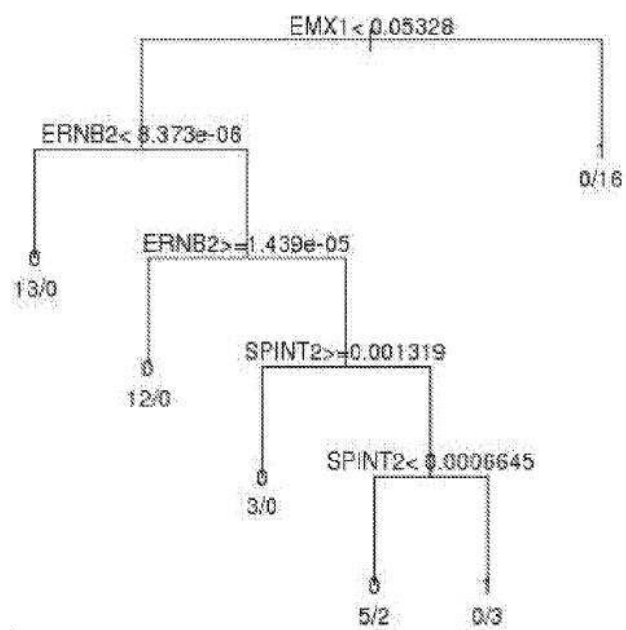 EMX1< 0.05328
ERNB2< 8.373e-06
1
0/16
ERNB2>=1.439e-05
0
13/0
SPINT2>=0.001319
0
12/0
SPINT2< 0.0006645
0
3/0
0
1
5/2
0/3